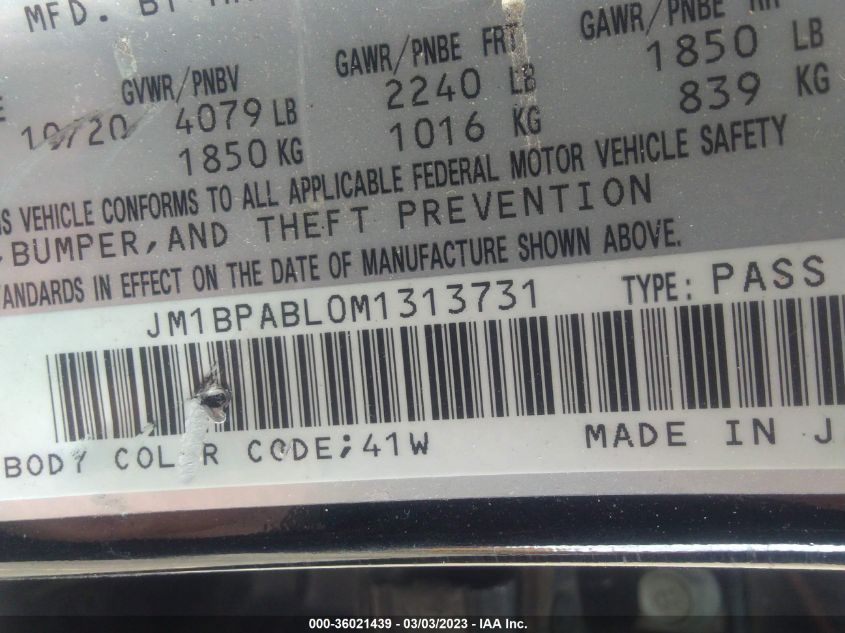 MFD. BY
GVWR/PNBV GAWR/PNBE FRT GAWR/PNBE RR
10/20 4079 LB 2240 LB 1850 LB
1850 KG 1016 KG 839 KG
VEHICLE CONFORMS TO ALL APPLICABLE FEDERAL MOTOR VEHICLE SAFETY
,BUMPER,AND THEFT PREVENTION
TANDARDS IN EFFECT ON THE DATE OF MANUFACTURE SHOWN ABOVE.
JM1BPABL0M1313731 TYPE: PASS
BODY COLOR CODE;41W MADE IN J
000-36021439 - 03/03/2023 - IAA Inc.